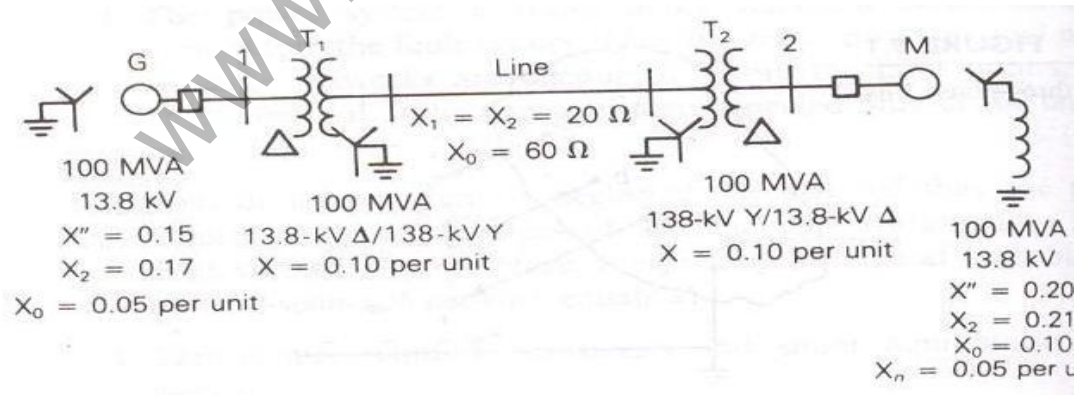 www.
G
1
T₁
Line
T₂
2
M
X₁ = X₂ = 20 Ω
X₀ = 60 Ω
100 MVA
13.8 kV
X" = 0.15
X₂ = 0.17
X₀ = 0.05 per unit
100 MVA
13.8-kV Δ/138-kV Y
X = 0.10 per unit
100 MVA
138-kV Y/13.8-kV Δ
X = 0.10 per unit
100 MVA
13.8 kV
X" = 0.20
X₂ = 0.21
X₀ = 0.10
Xₙ = 0.05 per u